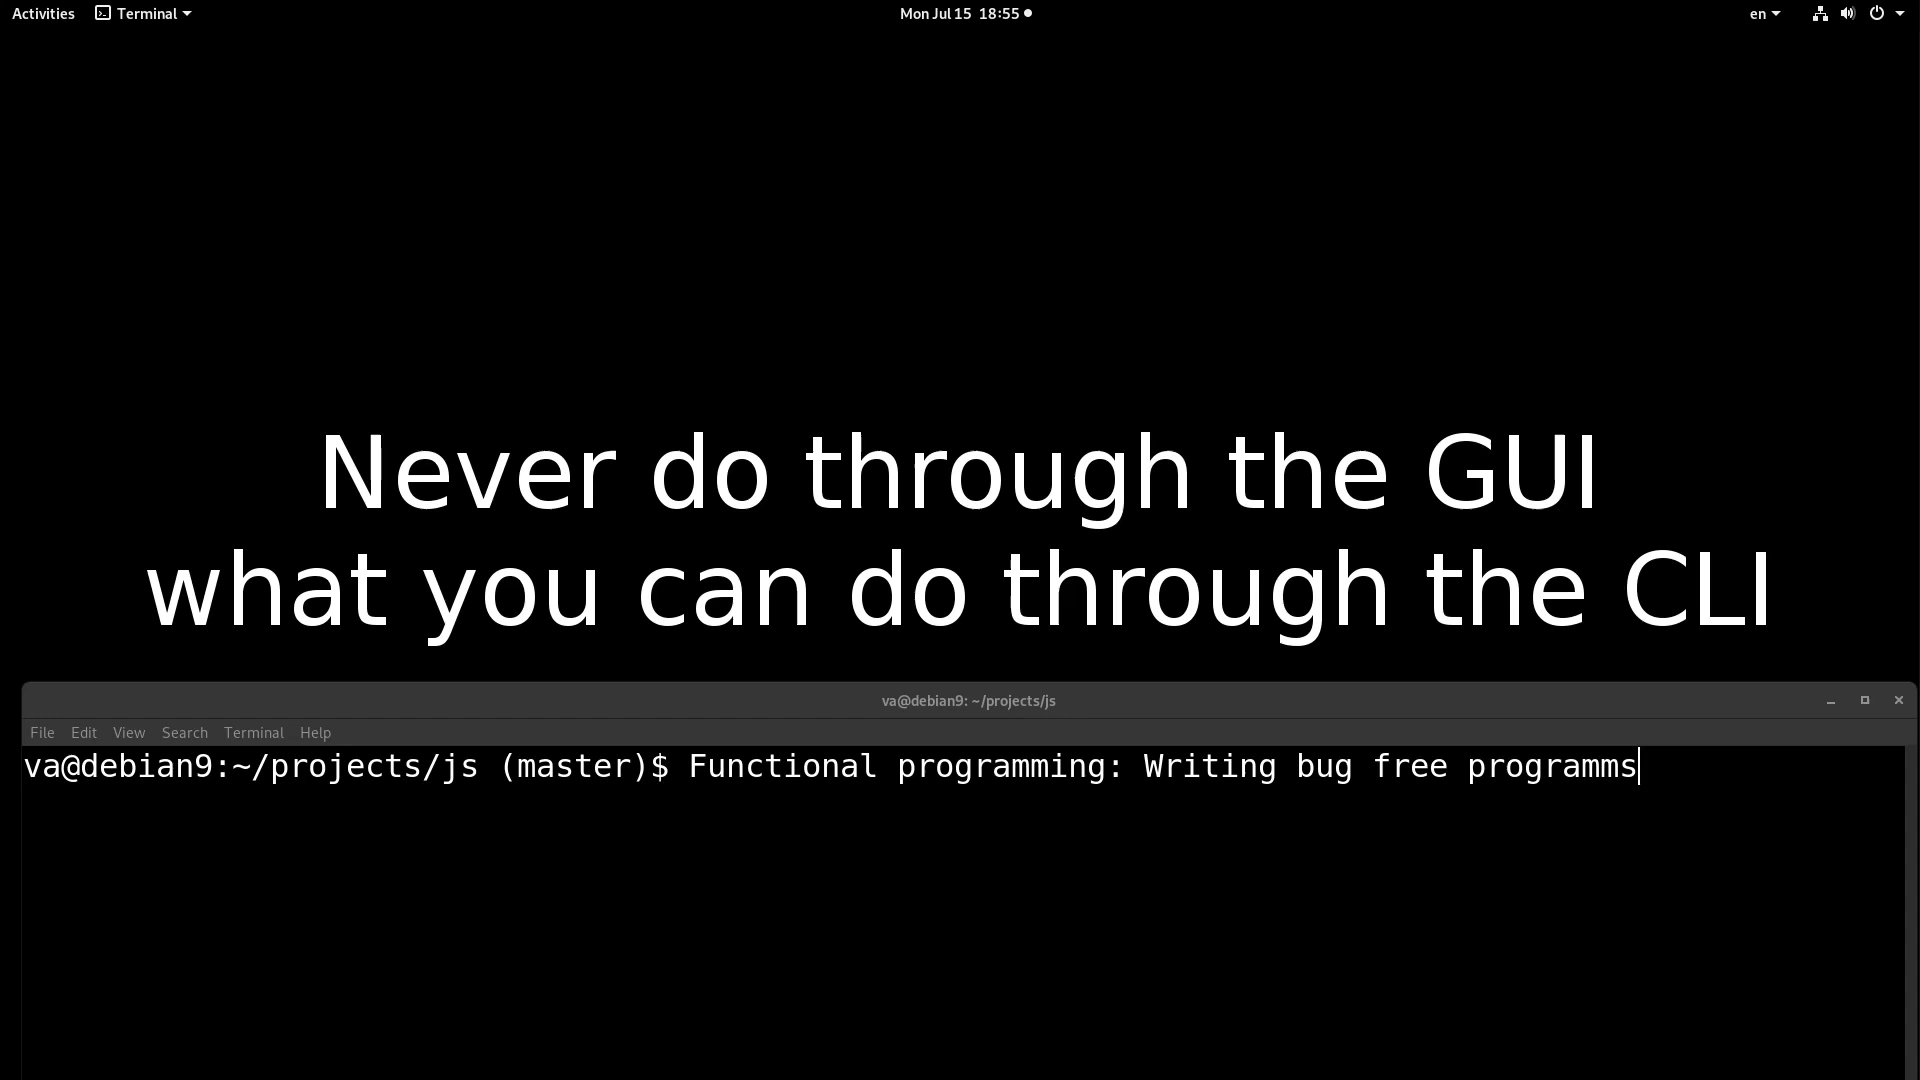 Activities Terminal Mon Jul 15 18:55 en
Never do through the GUI
what you can do through the CLI
va@debian9: ~/projects/js
File Edit View Search Terminal Help
va@debian9:~/projects/js (master)$ Functional programming: Writing bug free programms